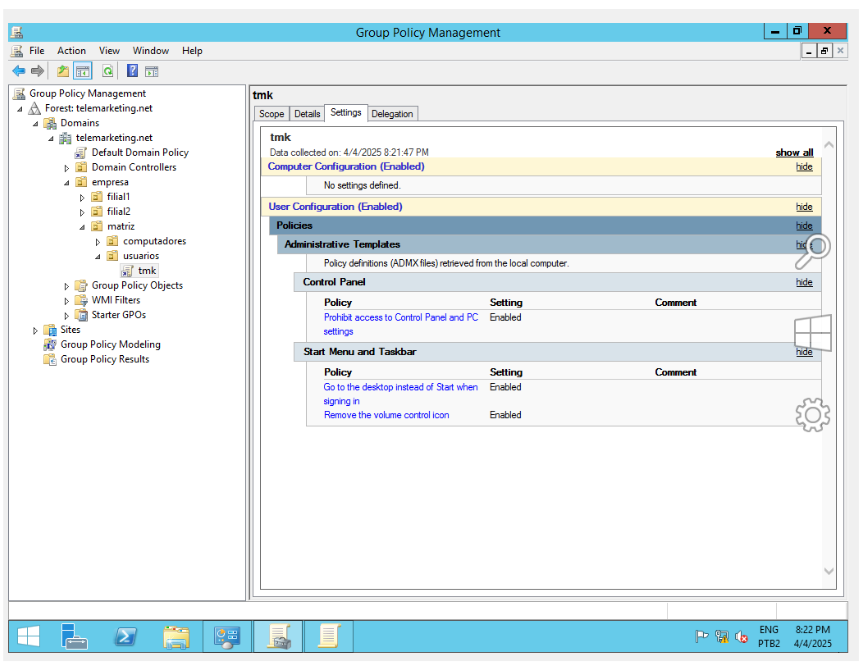 Group Policy Management
File Action View Window Help
Group Policy Management
Forest: telemarketing.net
Domains
telemarketing.net
Default Domain Policy
Domain Controllers
empresa
filial1
filial2
matriz
computadores
usuarios
tmk
Group Policy Objects
WMI Filters
Starter GPOs
Sites
Group Policy Modeling
Group Policy Results
tmk
Scope Details Settings Delegation
tmk
Data collected on: 4/4/2025 8:21:47 PM show all
Computer Configuration (Enabled) hide
No settings defined.
User Configuration (Enabled) hide
Policies hide
Administrative Templates hide
Policy definitions (ADMX files) retrieved from the local computer.
Control Panel hide
Policy Setting Comment
Prohibit access to Control Panel and PC Enabled
settings
Start Menu and Taskbar hide
Policy Setting Comment
Go to the desktop instead of Start when Enabled
signing in
Remove the volume control icon Enabled
ENG 8:22 PM
PTB2 4/4/2025